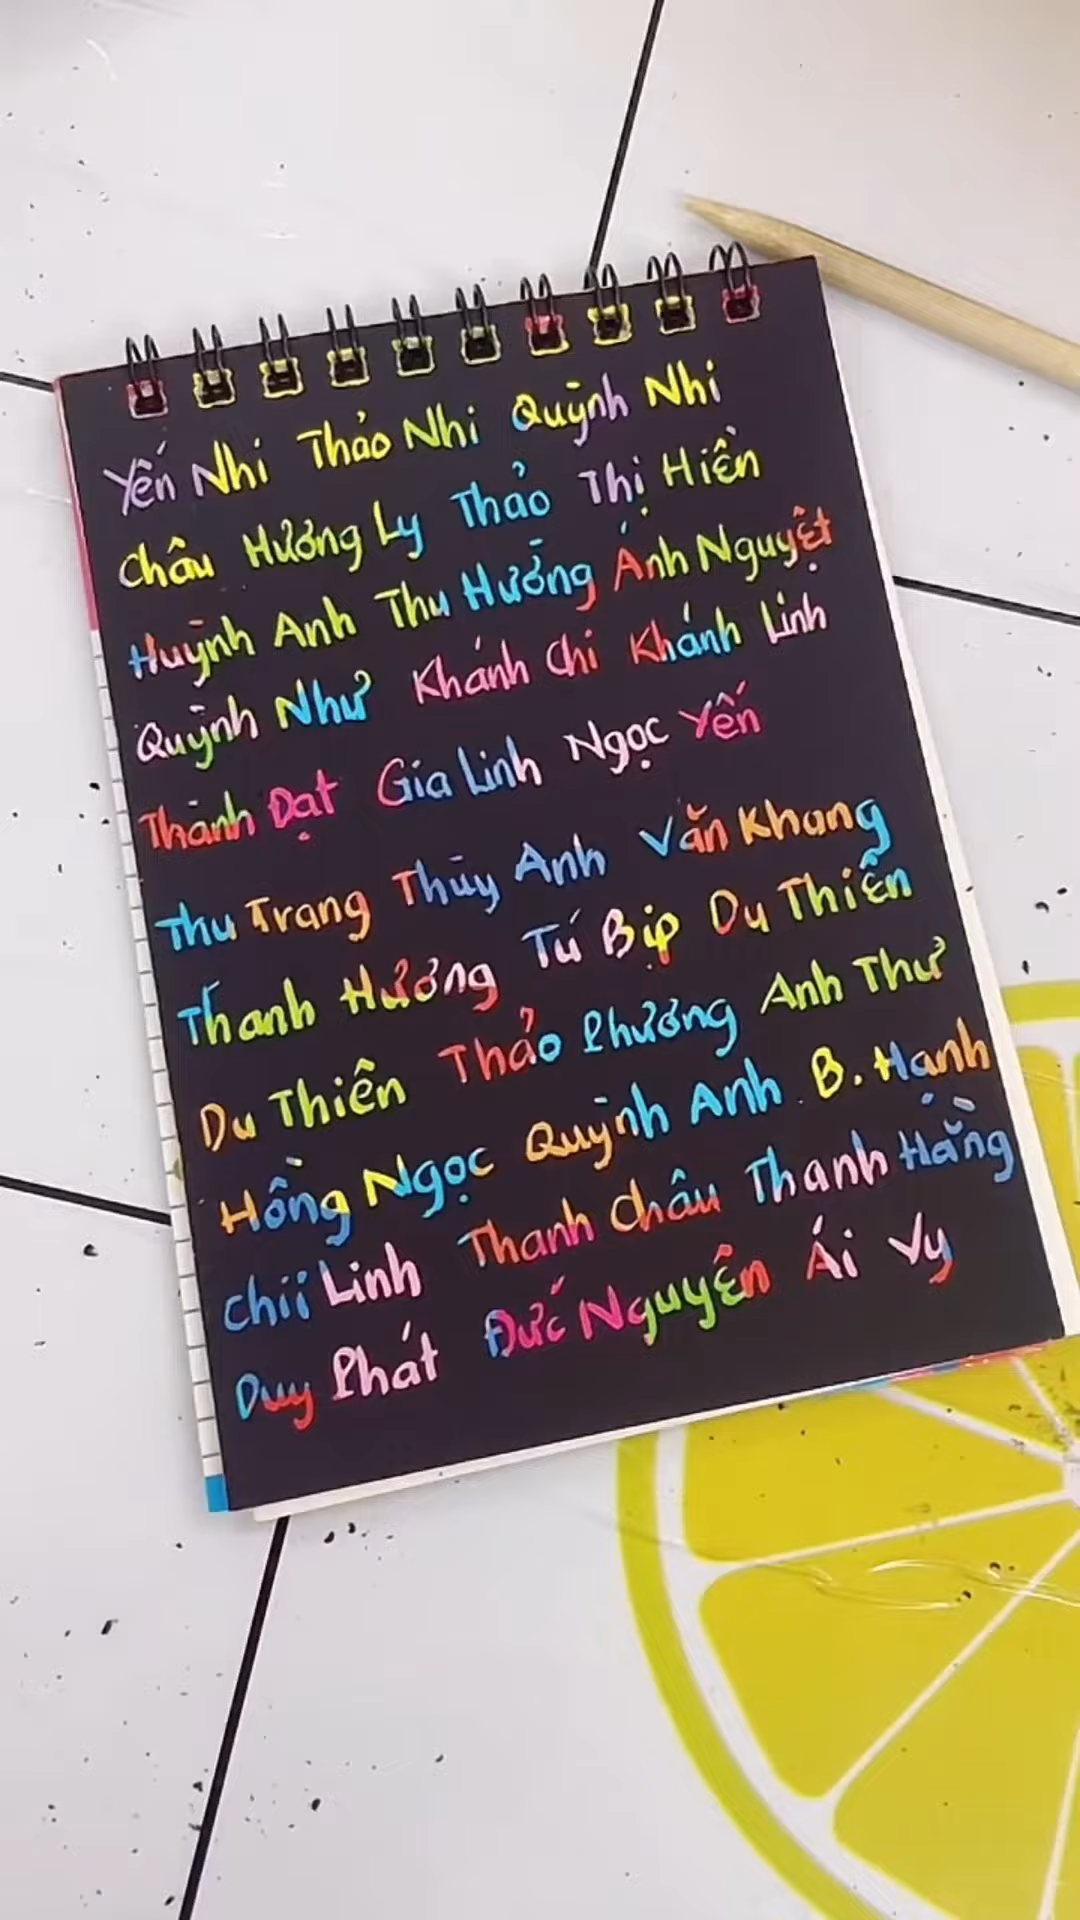 Yến Nhi Thảo Nhi Quỳnh Nhi
Châu Hương Ly Thảo Thị Hiền
Huỳnh Anh Thu Hường Ánh Nguyệt
Quỳnh Như Khánh Chi Khánh Linh
Thành Đạt Gia Linh Ngọc Yến
Thu Trang Thùy Anh Văn Khang
Thanh Hương Tú Bịp Du Thiên
Du Thiên Thảo Phương Anh Thư
Hồng Ngọc Quỳnh Anh B. Hạnh
Chii Linh Thanh Châu Thanh Hằng
Duy Phát Đức Nguyên Ái Vy